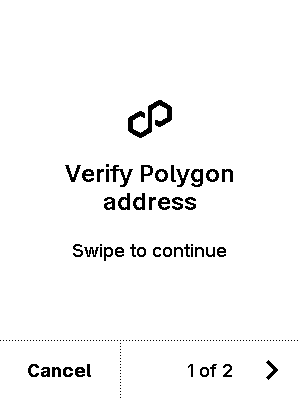 Verify Polygon
address
Swipe to continue
Cancel
1 of 2